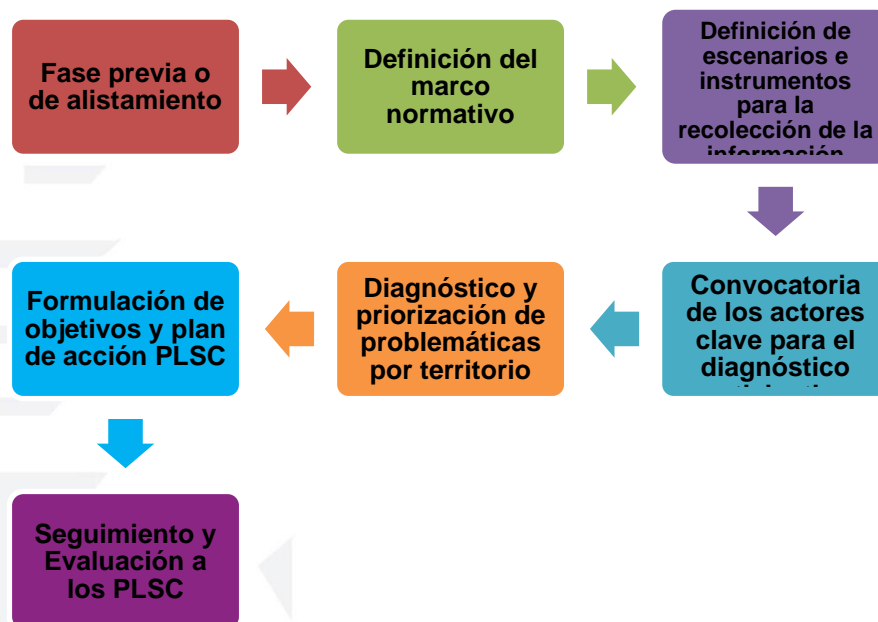 Fase previa o
de alistamiento
Definición del
marco
normativo
Definición de
escenarios e
instrumentos
para la
recolección de la
información
Convocatoria
de los actores
clave para el
diagnóstico
Diagnóstico y
priorización de
problemáticas
por territorio
Formulación de
objetivos y plan
de acción PLSC
Seguimiento y
Evaluación a
los PLSC